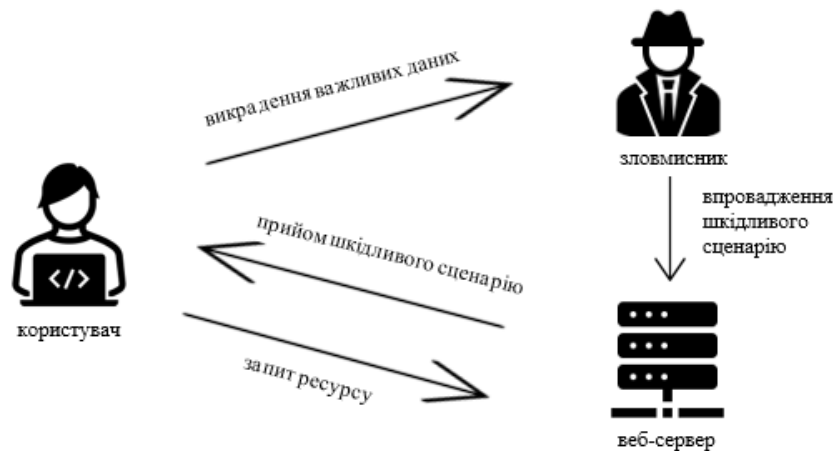 викрадення важливих даних
зловмисник
впровадження
шкідливого
сценарію
прийом шкідливого сценарію
</>
користувач
запит ресурсу
веб-сервер